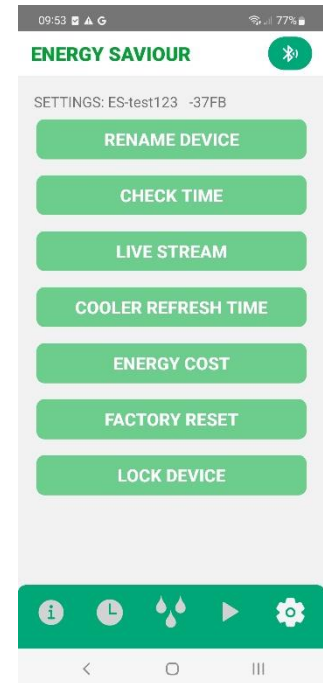 09:53 G 77%
ENERGY SAVIOUR
SETTINGS: ES-test123 -37FB
RENAME DEVICE
CHECK TIME
LIVE STREAM
COOLER REFRESH TIME
ENERGY COST
FACTORY RESET
LOCK DEVICE
i